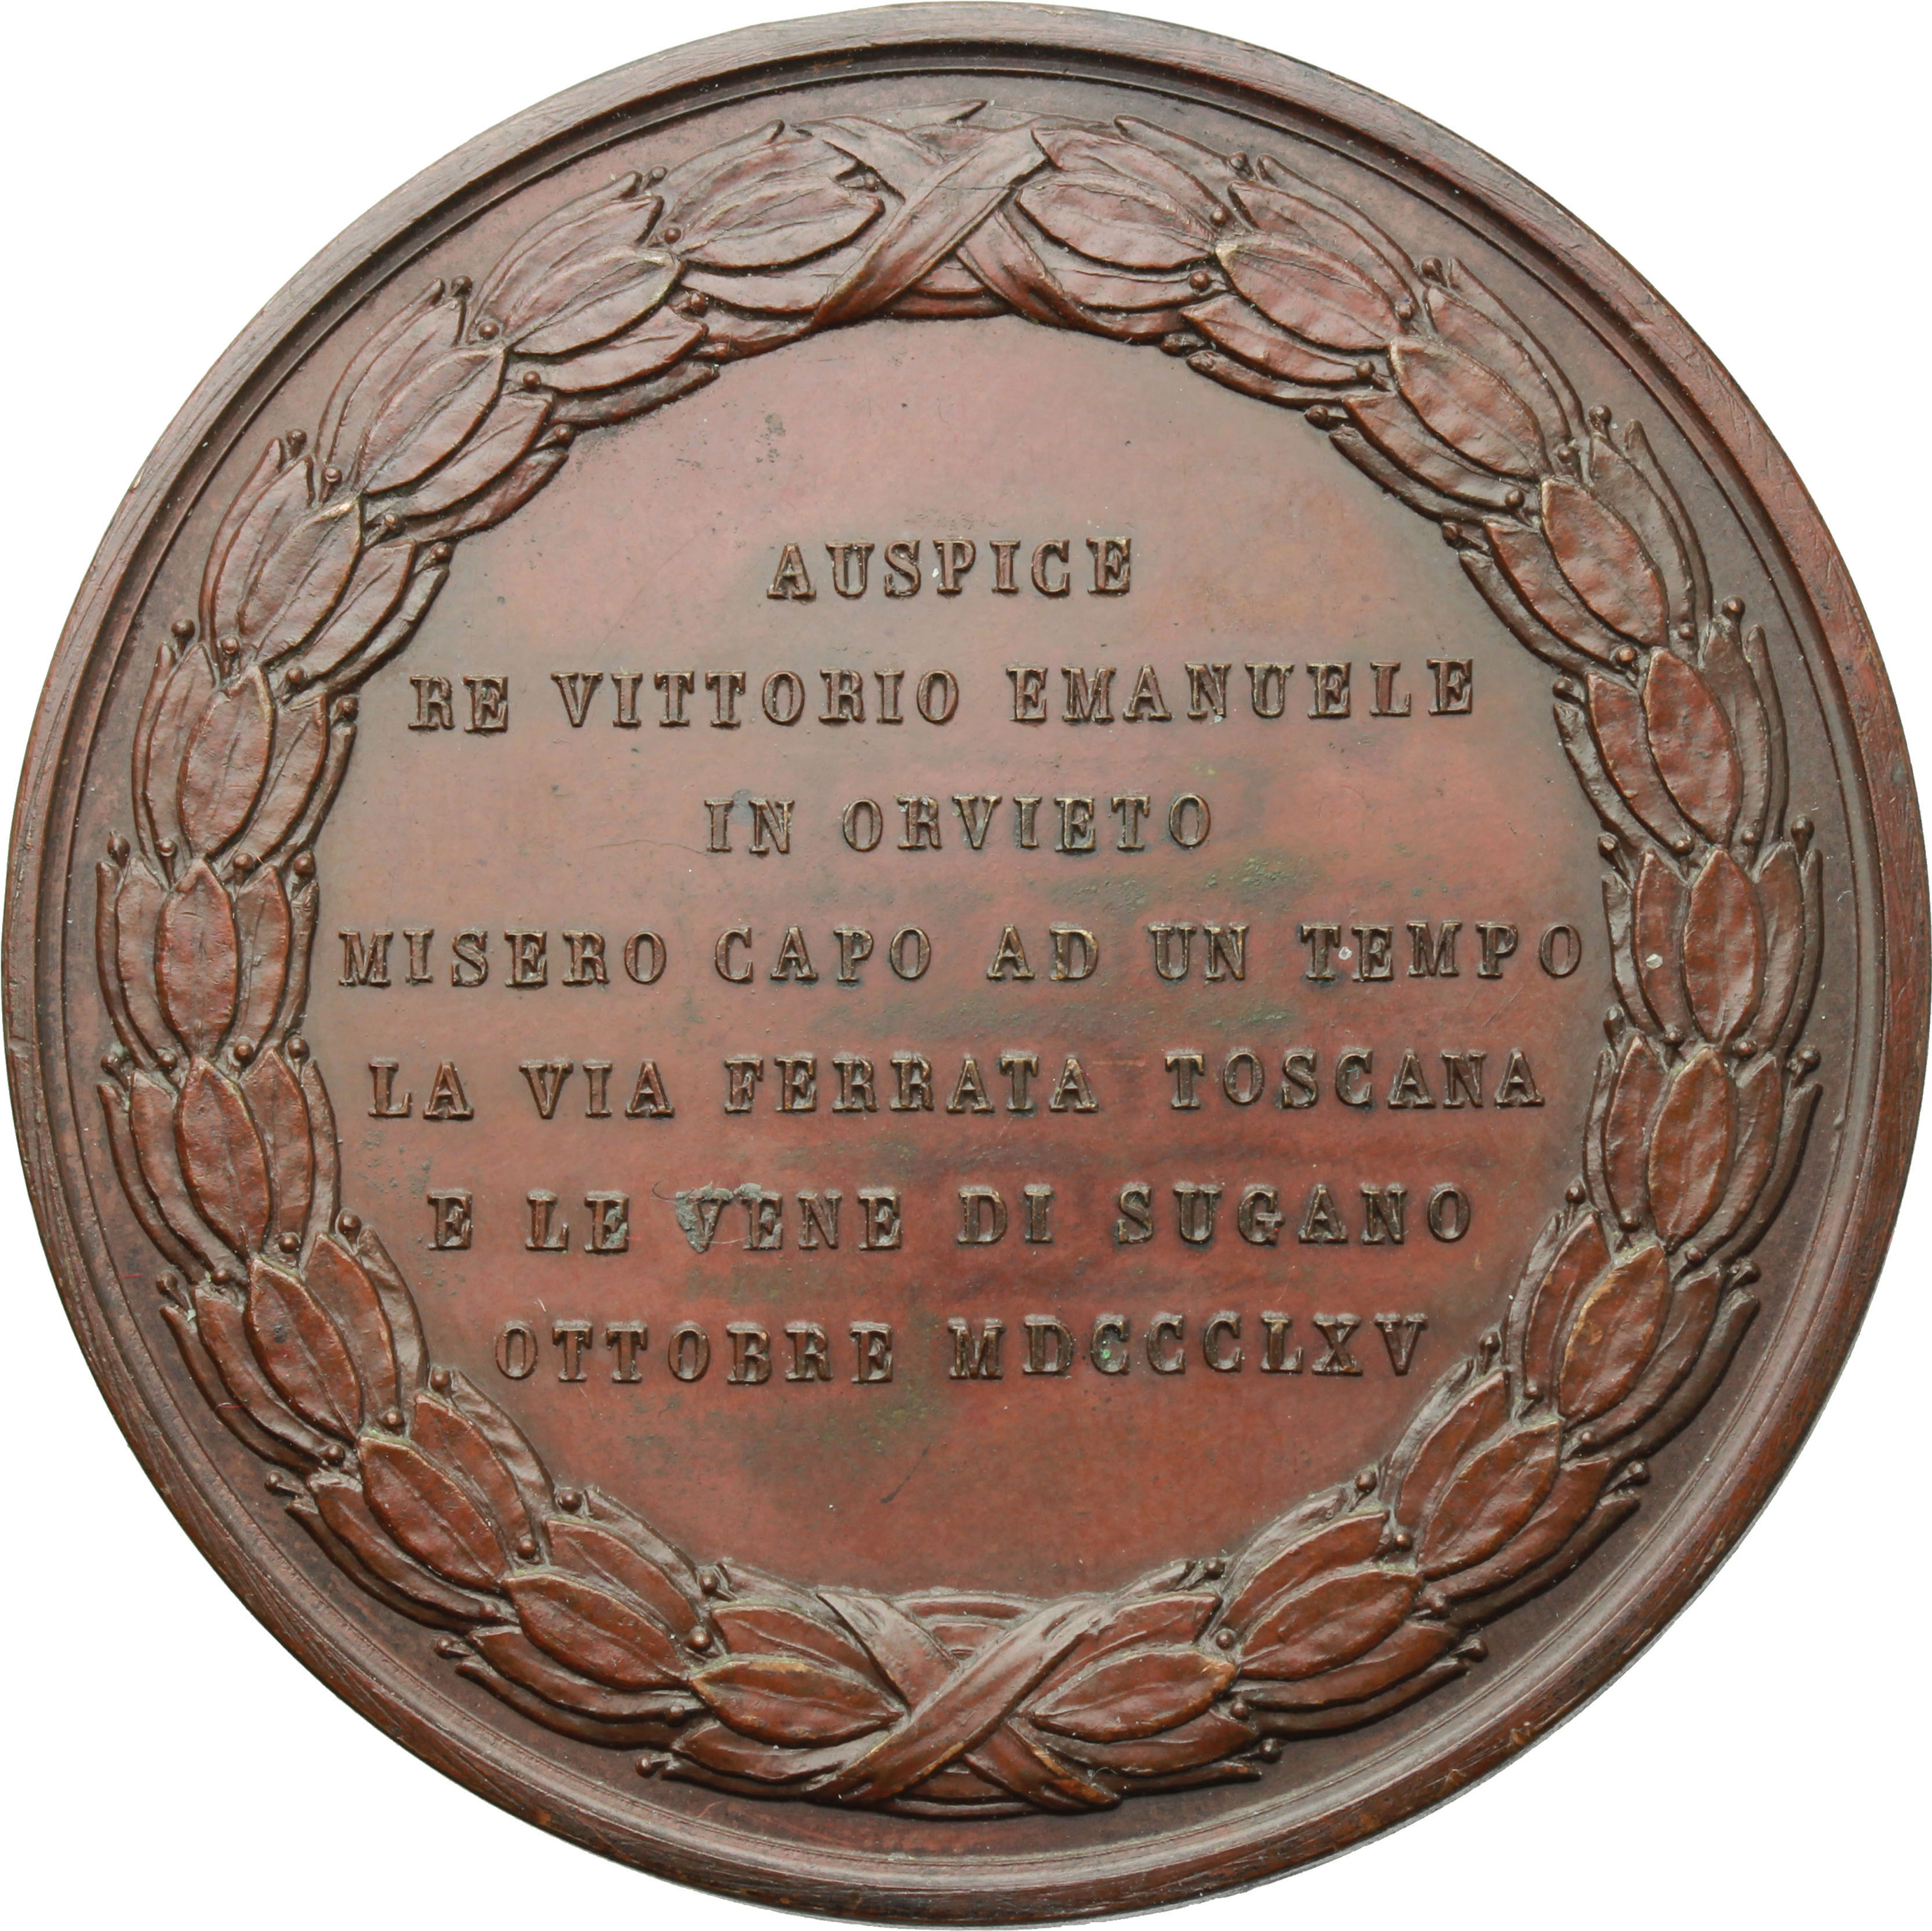 AUSPICE
RE VITTORIO EMANUELE
IN ORVIETO
MISERO CAPO AD UN TEMPO
LA VIA FERRATA TOSCANA
E LE VENE DI SUGANO
OTTOBRE MDCCCLXV